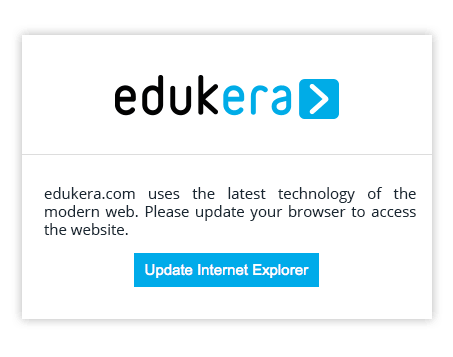 edukera
edukera.com uses the latest technology of the
modern web. Please update your browser to access
the website.
Update Internet Explorer